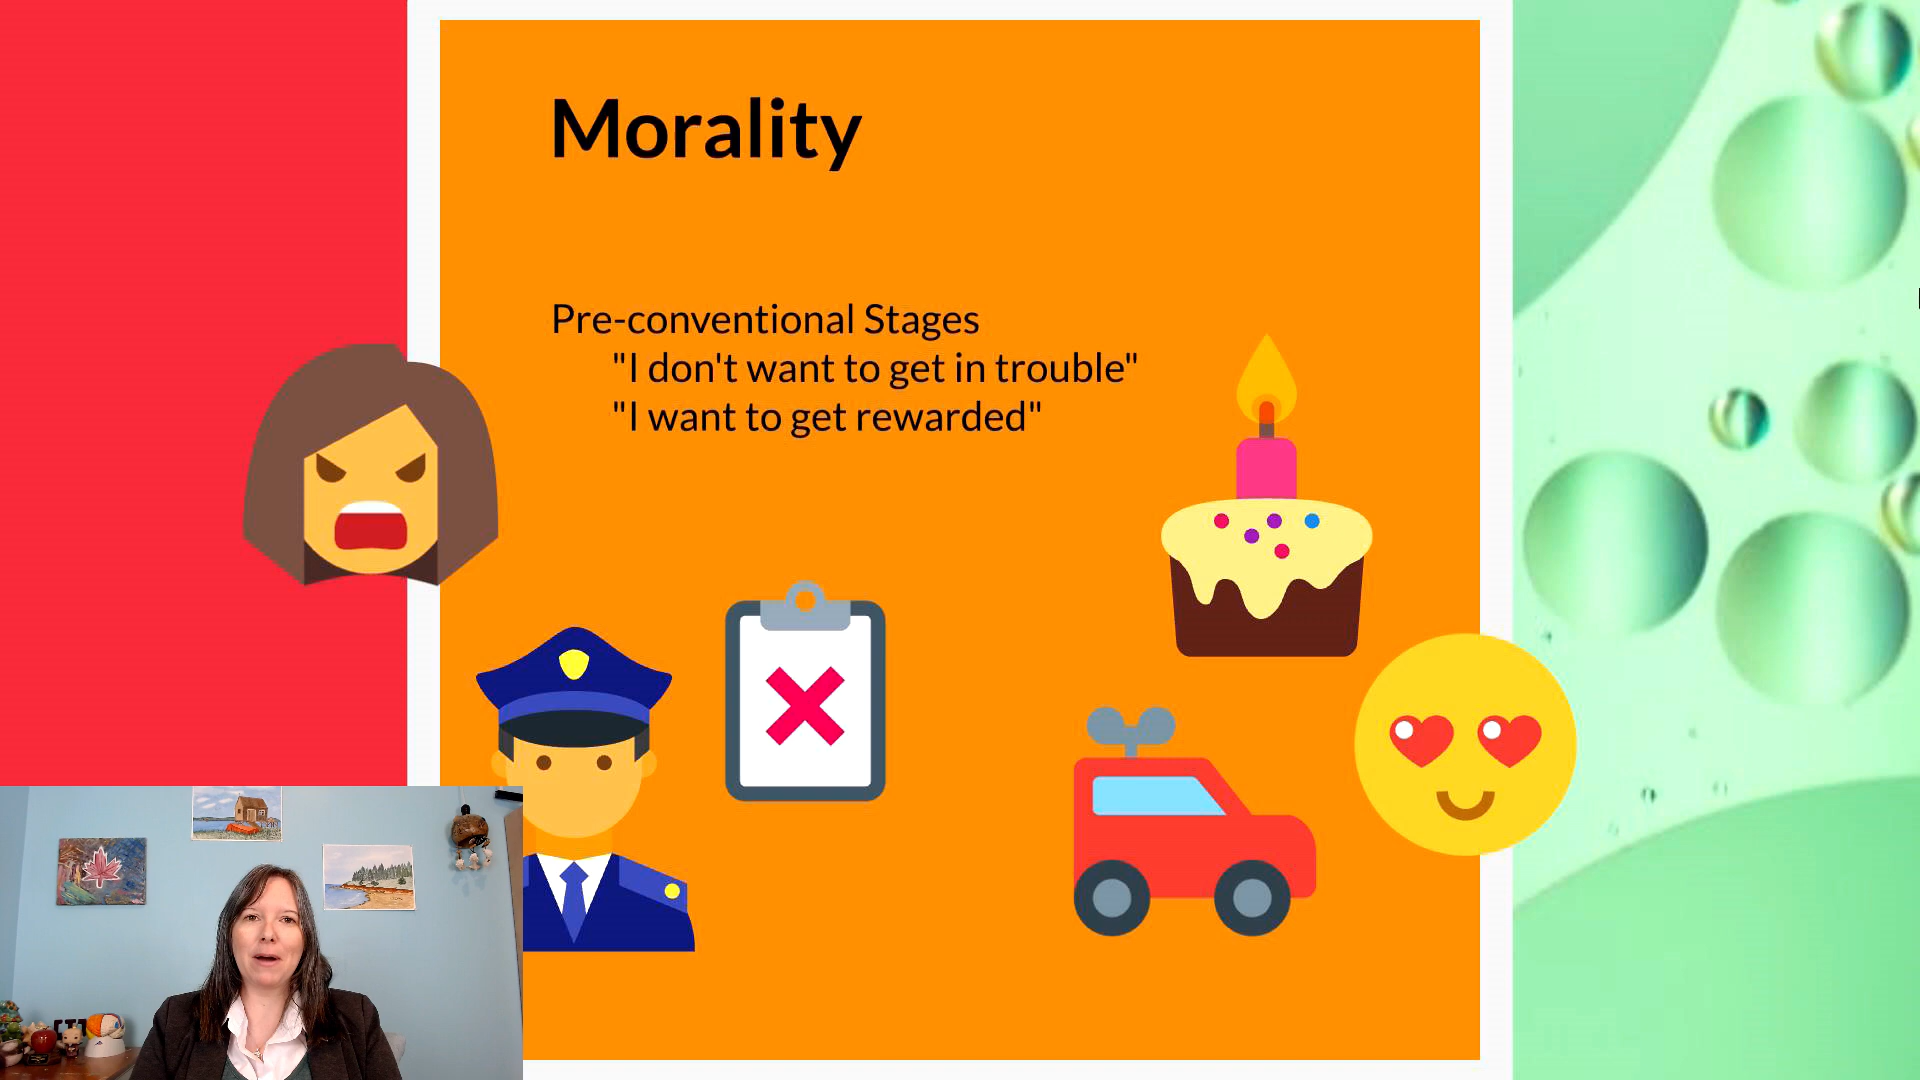 Morality
Pre-conventional Stages
"I don't want to get in trouble"
"I want to get rewarded"